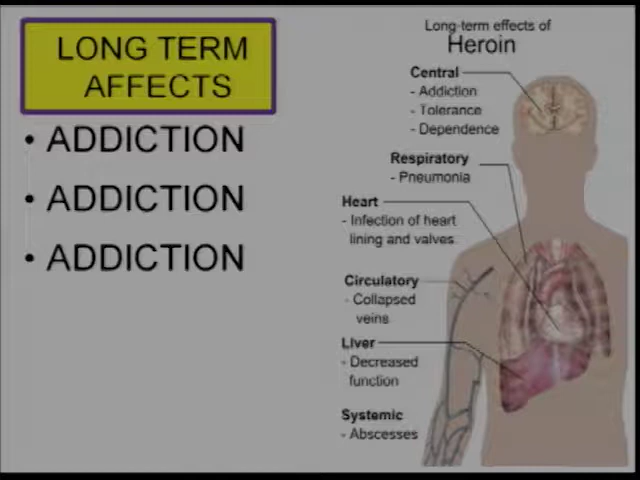 LONG TERM
AFFECTS
• ADDICTION
• ADDICTION
• ADDICTION
Long-term effects of
Heroin
Central
- Addiction
- Tolerance
- Dependence
Respiratory
- Pneumonia
Heart
- Infection of heart
lining and valves.
Circulatory
- Collapsed
veins
Liver
- Decreased
function
Systemic
- Abscesses